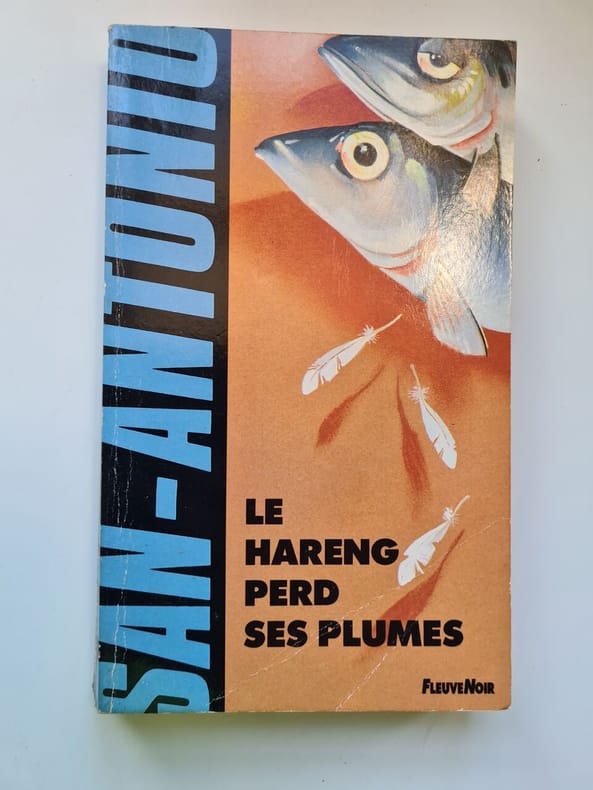 SAN-ANTONIO
LE
HARENG
PERD
SES PLUMES
FLEUVE NOIR